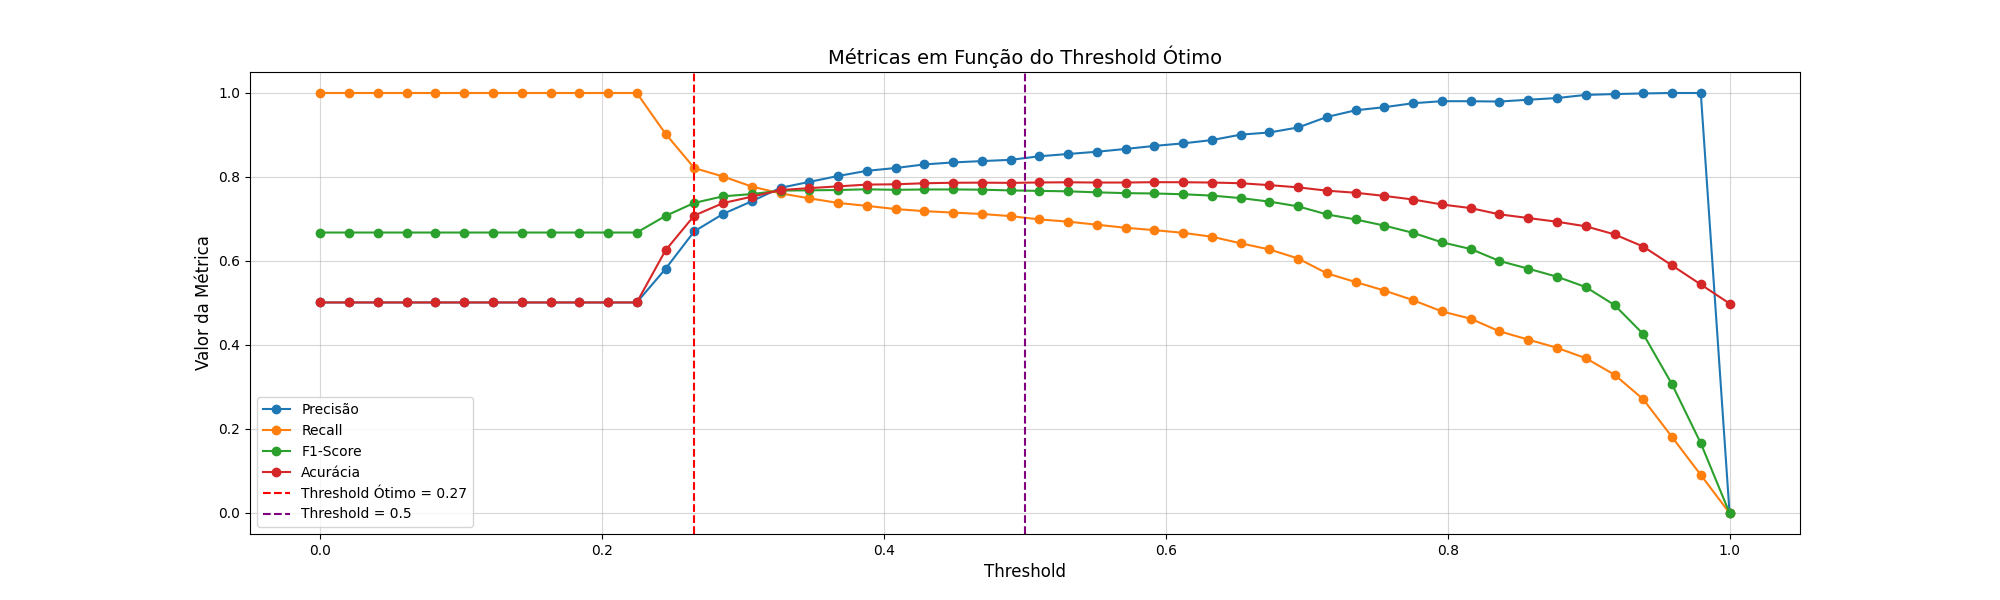 Métricas em Função do Threshold Ótimo
Valor da Métrica
1.0
0.8
0.6
0.4
0.2
0.0
Precisão
Recall
F1-Score
Acurácia
Threshold Ótimo = 0.27
Threshold = 0.5
0.0 0.2 0.4 0.6 0.8 1.0
Threshold